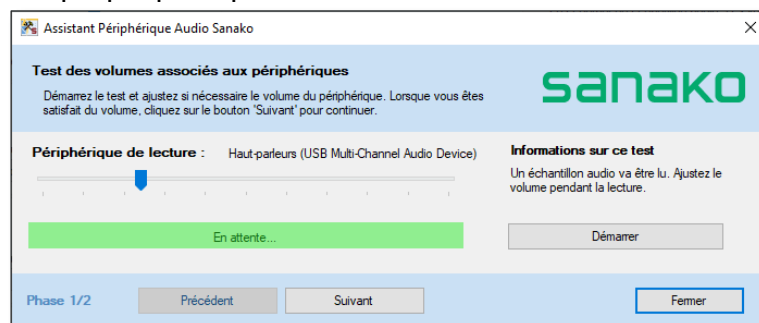 Assistant Périphérique Audio Sanako
Test des volumes associés aux périphériques
Démarrez le test et ajustez si nécessaire le volume du périphérique. Lorsque vous êtes
satisfait du volume, cliquez sur le bouton 'Suivant' pour continuer.
sanako
Périphérique de lecture :
Haut-parleurs (USB Multi-Channel Audio Device)
Informations sur ce test
Un échantillon audio va être lu. Ajustez le
volume pendant la lecture.
En attente...
Démarrer
Phase 1/2
Précédent
Suivant
Fermer